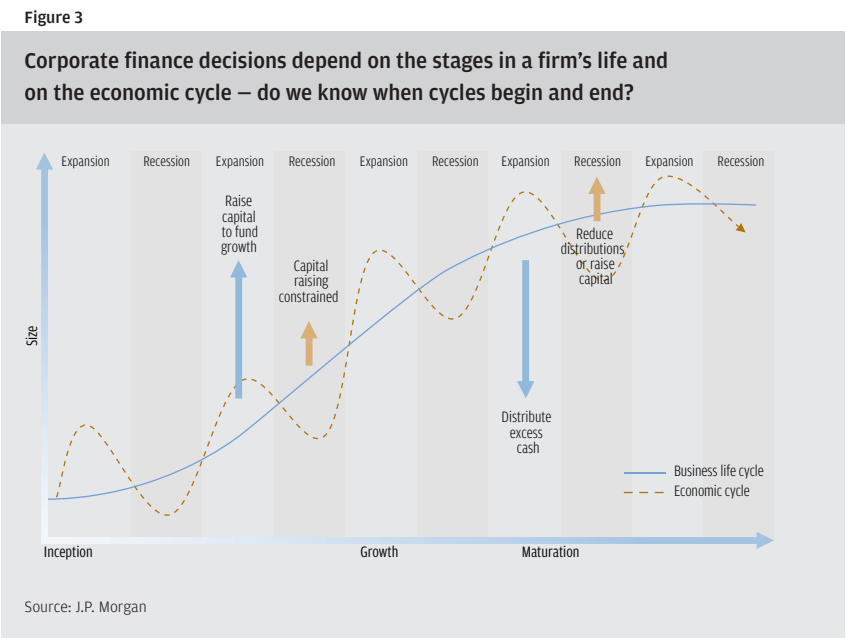 Figure 3
Corporate finance decisions depend on the stages in a firm's life and
on the economic cycle – do we know when cycles begin and end?
Expansion
Recession
Expansion
Recession
Expansion
Recession
Expansion
Recession
Expansion
Recession
Raise
capital
to fund
growth
Capital
raising
constrained
Reduce
distributions
or raise
capital
Size
Distribute
excess
cash
Business life cycle
Economic cycle
Inception
Growth
Maturation
Source: J.P. Morgan